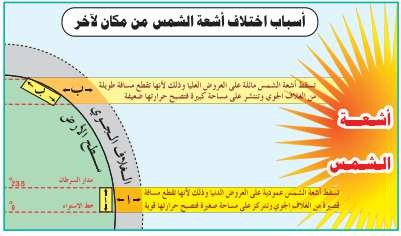 أسباب اختلاف أشعة الشمس من مكان لآخر
تسقط أشعة الشمس مائلة على العروض العليا وذلك لأنها تقطع مسافة طويلة
من الغلاف الجوي وتنتشر على مساحة كبيرة فتصبح حرارتها ضعيفة
ب
ب
أشعة
الشمس
الغلاف الجوي
سطح الأرض
مدار السرطان
23.5°
خط الاستواء
0°
أ
تسقط أشعة الشمس عمودية على العروض الدنيا وذلك لأنها تقطع مسافة
قصيرة من الغلاف الجوي وتتركز على مساحة صغيرة فتصبح حرارتها قوية